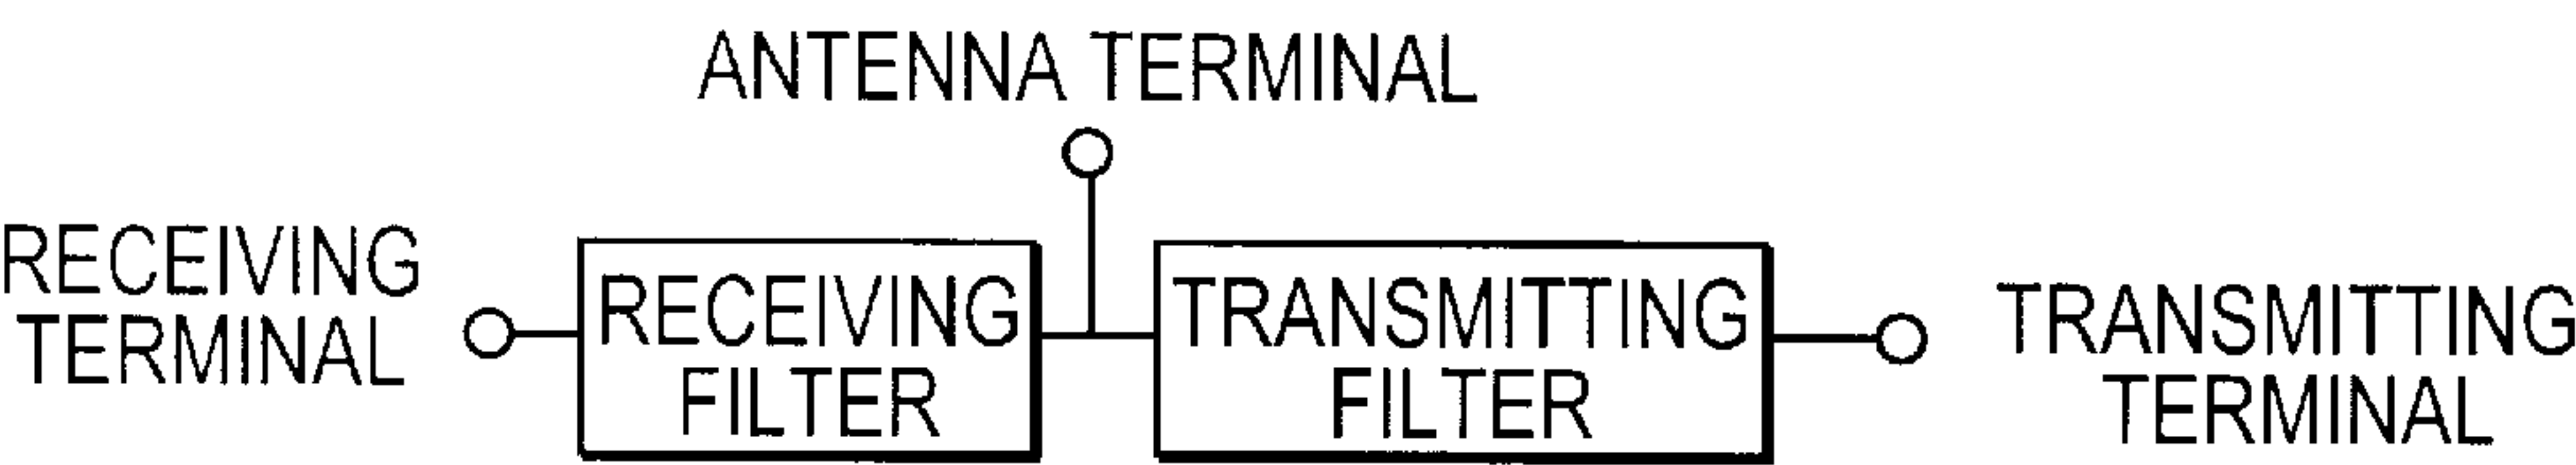 ANTENNA TERMINAL
RECEIVING
TERMINAL
RECEIVING
FILTER
TRANSMITTING
FILTER
TRANSMITTING
TERMINAL